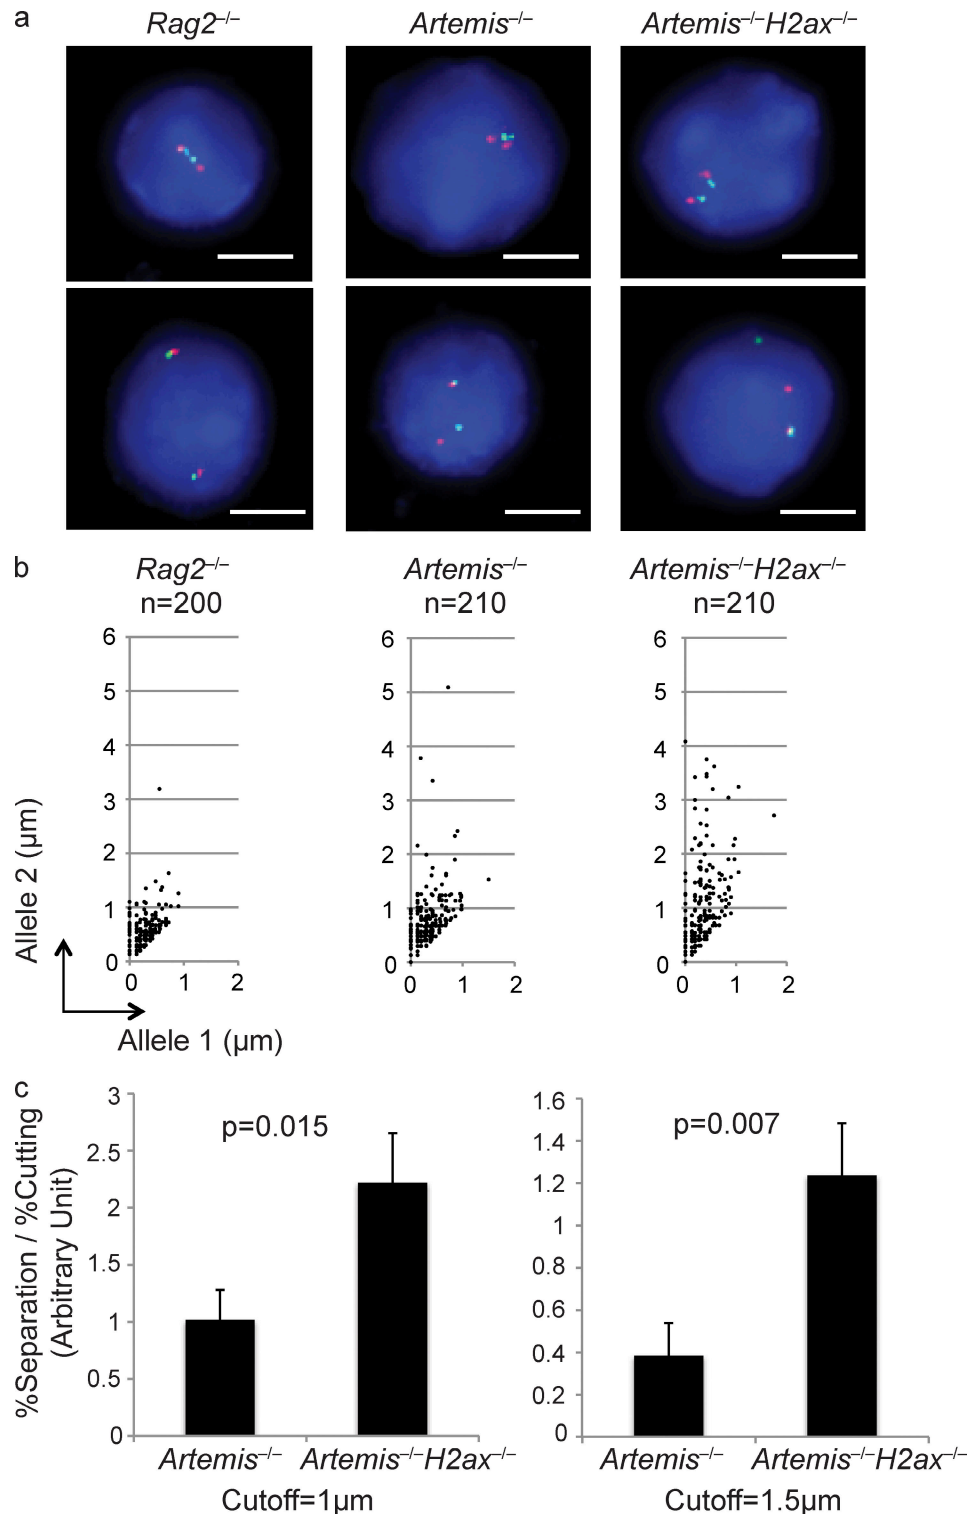 a
Rag2–/– Artemis–/– Artemis–/–H2ax–/–
b
Rag2–/– Artemis–/– Artemis–/–H2ax–/–
n=200 n=210 n=210
6 6 6
5 5 5
4 4 4
3 3 3
2 2 2
1 1 1
0 0 0
0 1 2 0 1 2 0 1 2
Allele 2 (µm)
Allele 1 (µm)
c
%Separation / %Cutting
(Arbitrary Unit)
3
2.5
2
1.5
1
0.5
0
p=0.015
Artemis–/– Artemis–/–H2ax–/–
Cutoff=1µm
1.6
1.4
1.2
1
0.8
0.6
0.4
0.2
0
p=0.007
Artemis–/– Artemis–/–H2ax–/–
Cutoff=1.5µm